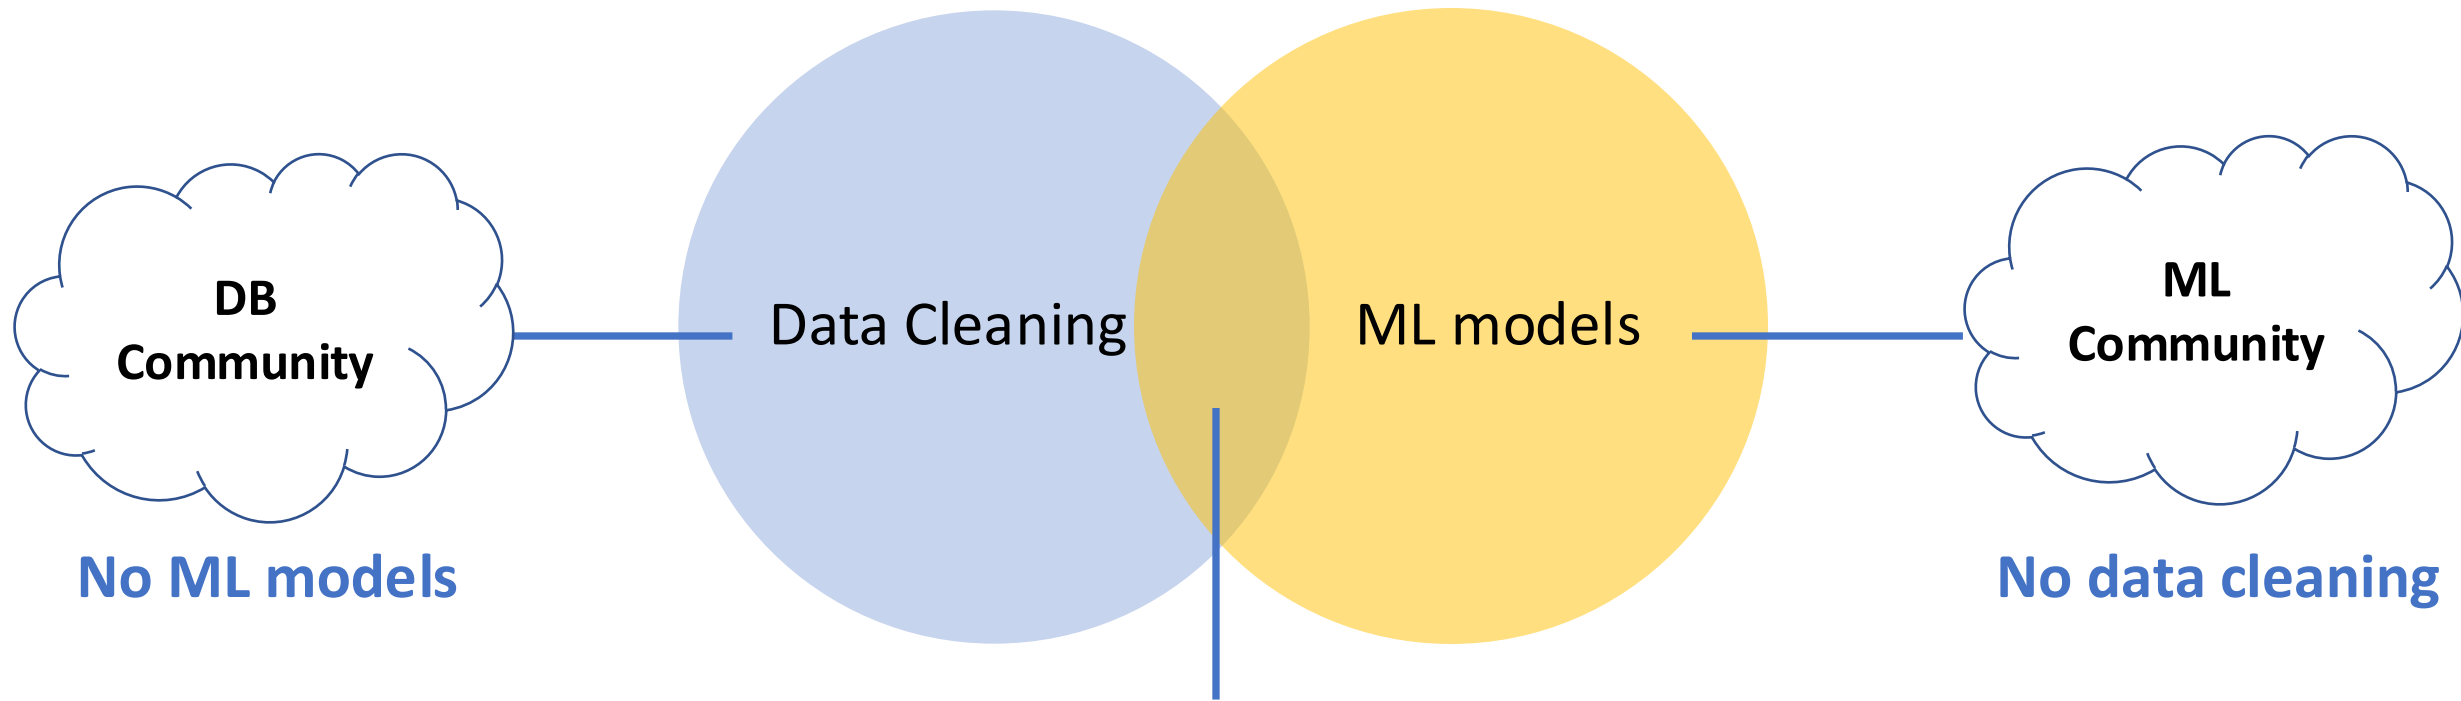 DB
Community
No ML models
Data Cleaning
ML models
ML
Community
No data cleaning